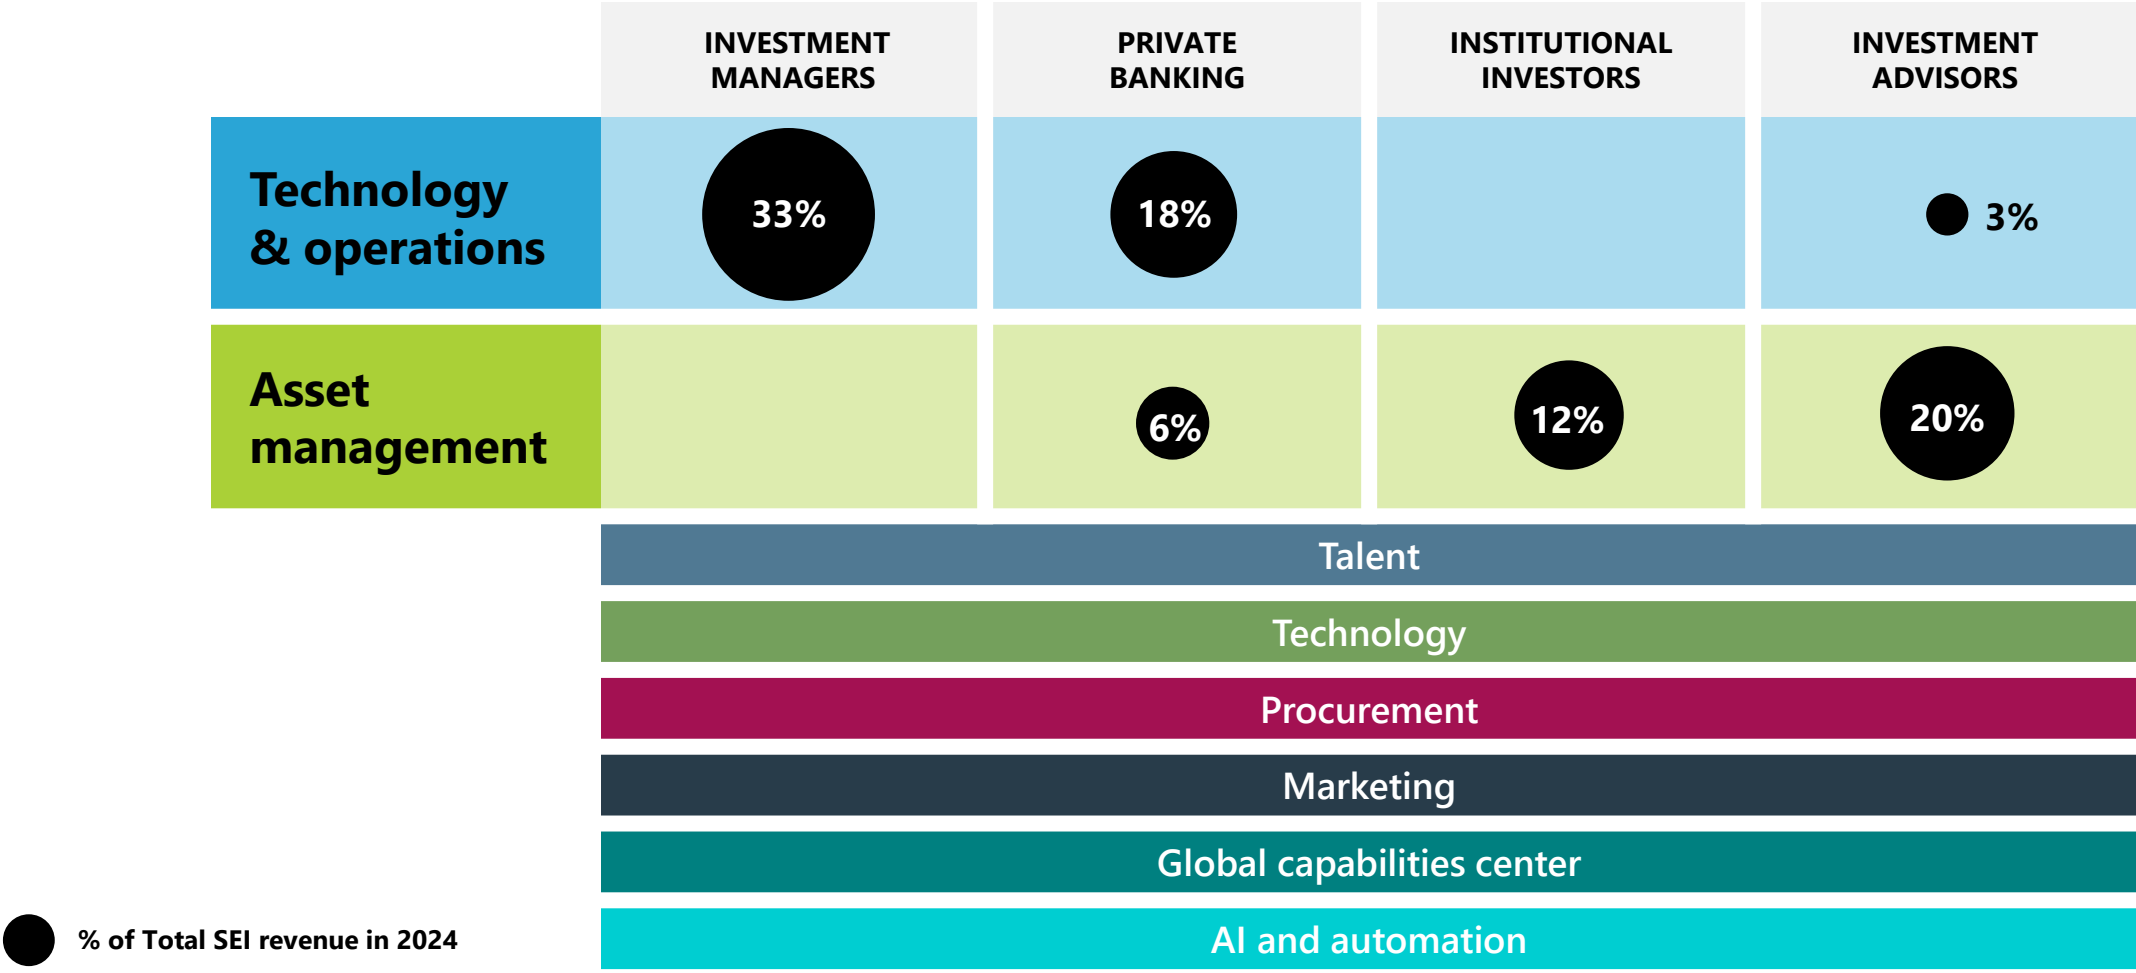 INVESTMENT
MANAGERS
PRIVATE
BANKING
INSTITUTIONAL
INVESTORS
INVESTMENT
ADVISORS
Technology
& operations
33%
18%
3%
Asset
management
6%
12%
20%
Talent
Technology
Procurement
Marketing
Global capabilities center
AI and automation
% of Total SEI revenue in 2024